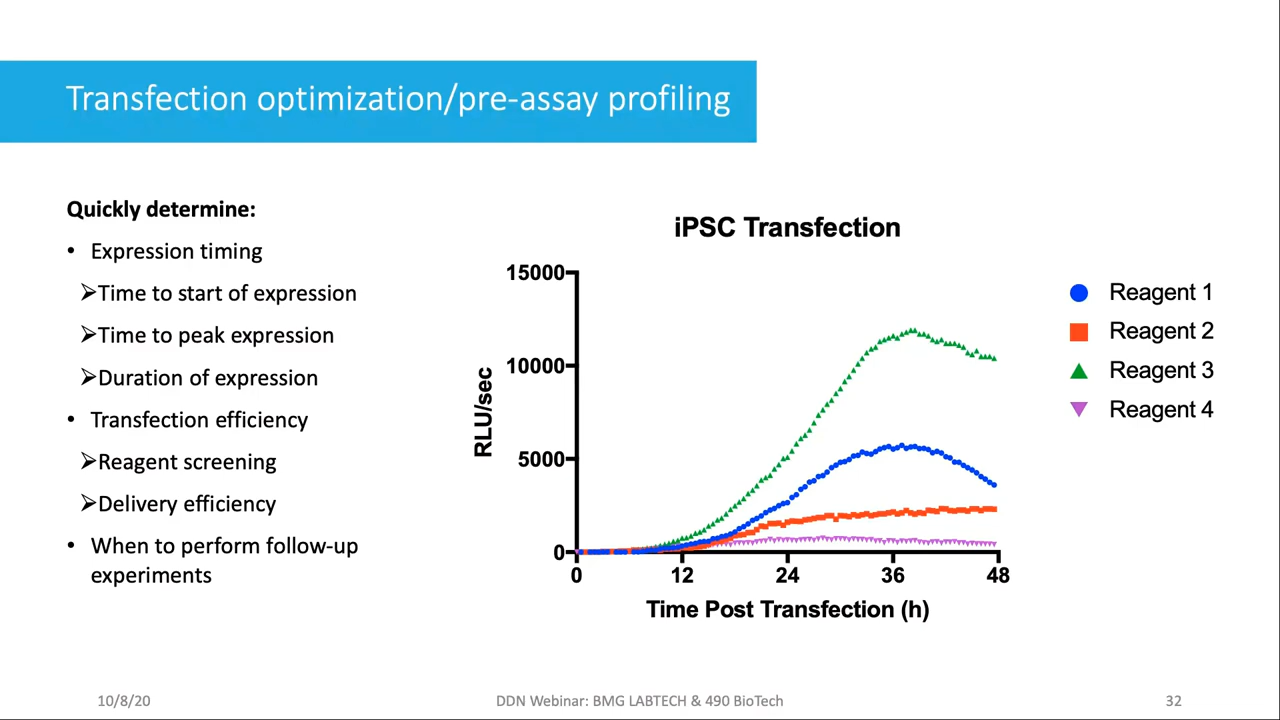 Transfection optimization/pre-assay profiling
Quickly determine:
• Expression timing
➢Time to start of expression
➢Time to peak expression
➢Duration of expression
• Transfection efficiency
➢Reagent screening
➢Delivery efficiency
• When to perform follow-up
experiments
iPSC Transfection
15000
10000
5000
0
RLU/sec
0 12 24 36 48
Time Post Transfection (h)
Reagent 1
Reagent 2
Reagent 3
Reagent 4
10/8/20
DDN Webinar: BMG LABTECH & 490 BioTech
32